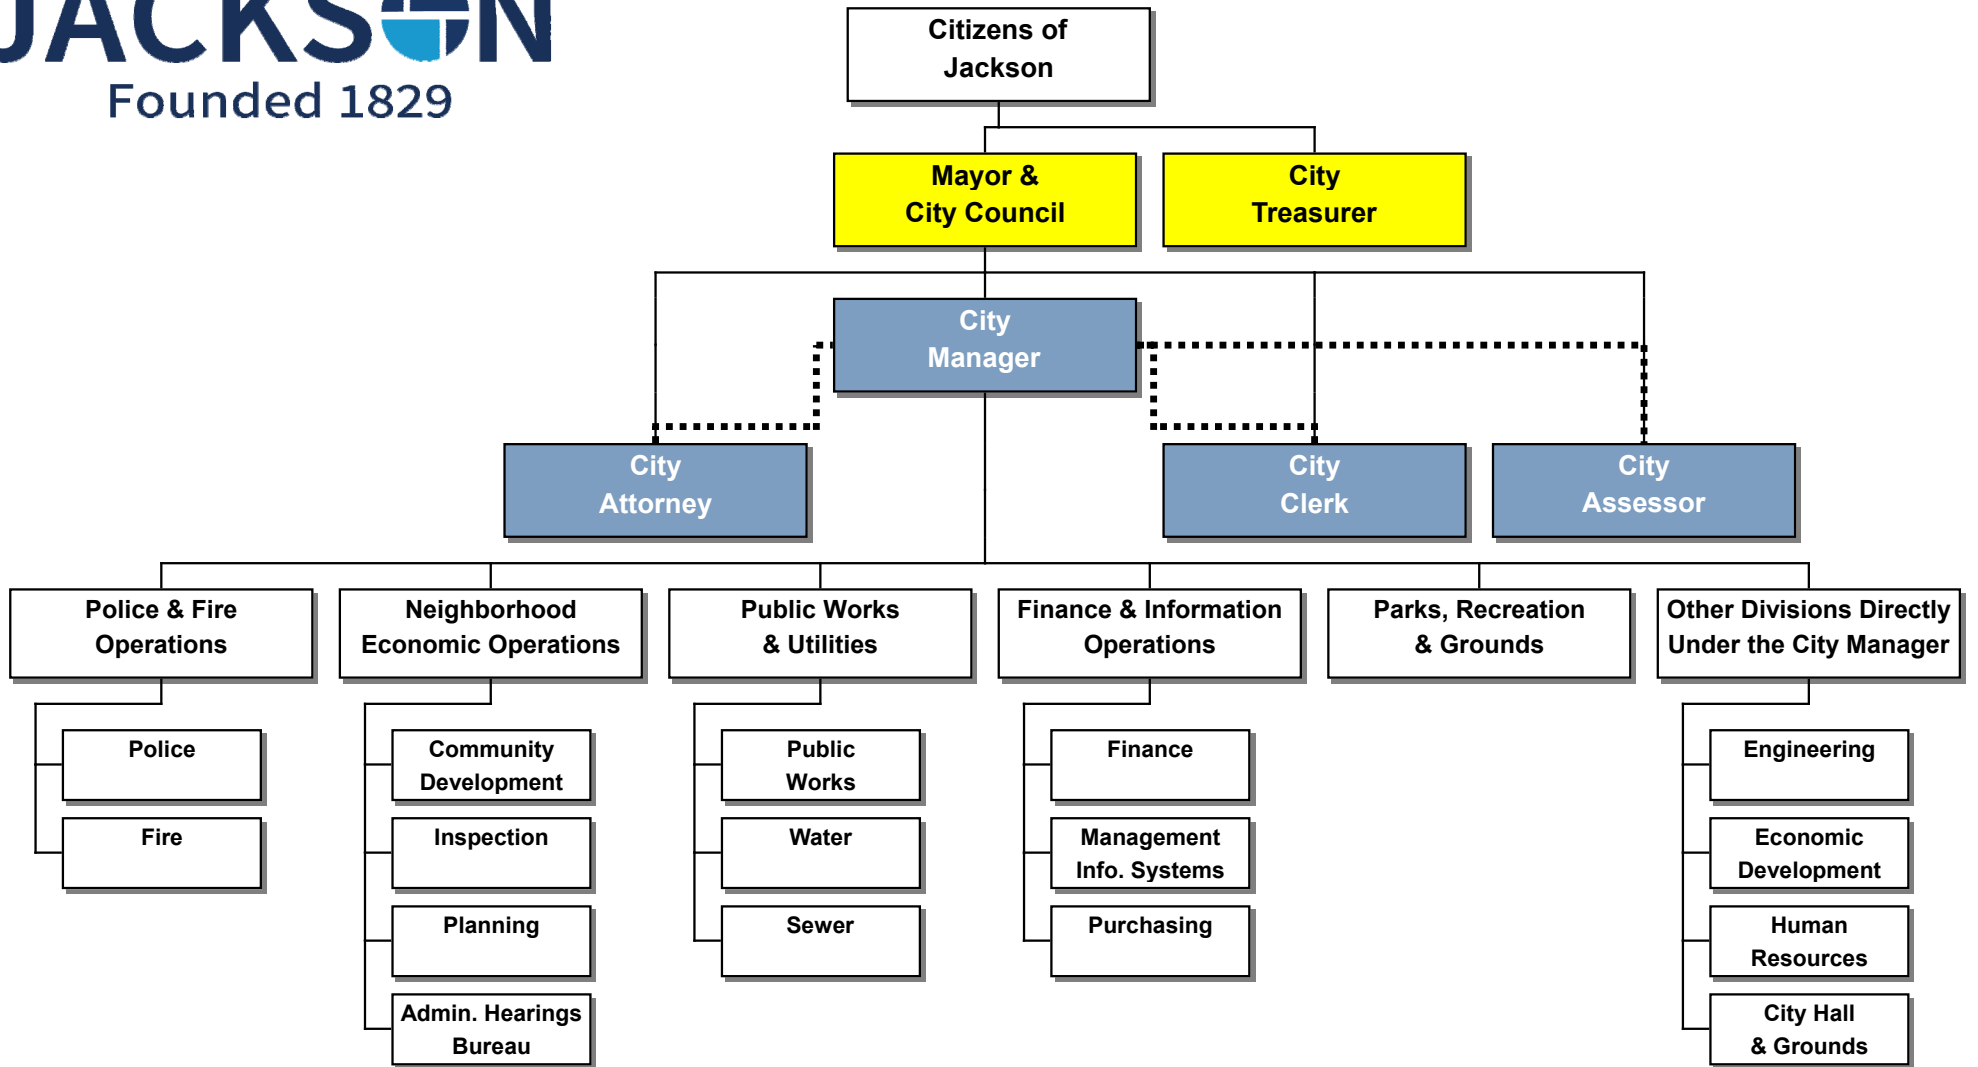 JACKSON
Founded 1829
Citizens of
Jackson
Mayor &
City Council
City
Treasurer
City
Manager
City
Attorney
City
Clerk
City
Assessor
Police & Fire
Operations
Neighborhood
Economic Operations
Public Works
& Utilities
Finance & Information
Operations
Parks, Recreation
& Grounds
Other Divisions Directly
Under the City Manager
Police
Fire
Community
Development
Inspection
Planning
Admin. Hearings
Bureau
Public
Works
Water
Sewer
Finance
Management
Info. Systems
Purchasing
Engineering
Economic
Development
Human
Resources
City Hall
& Grounds